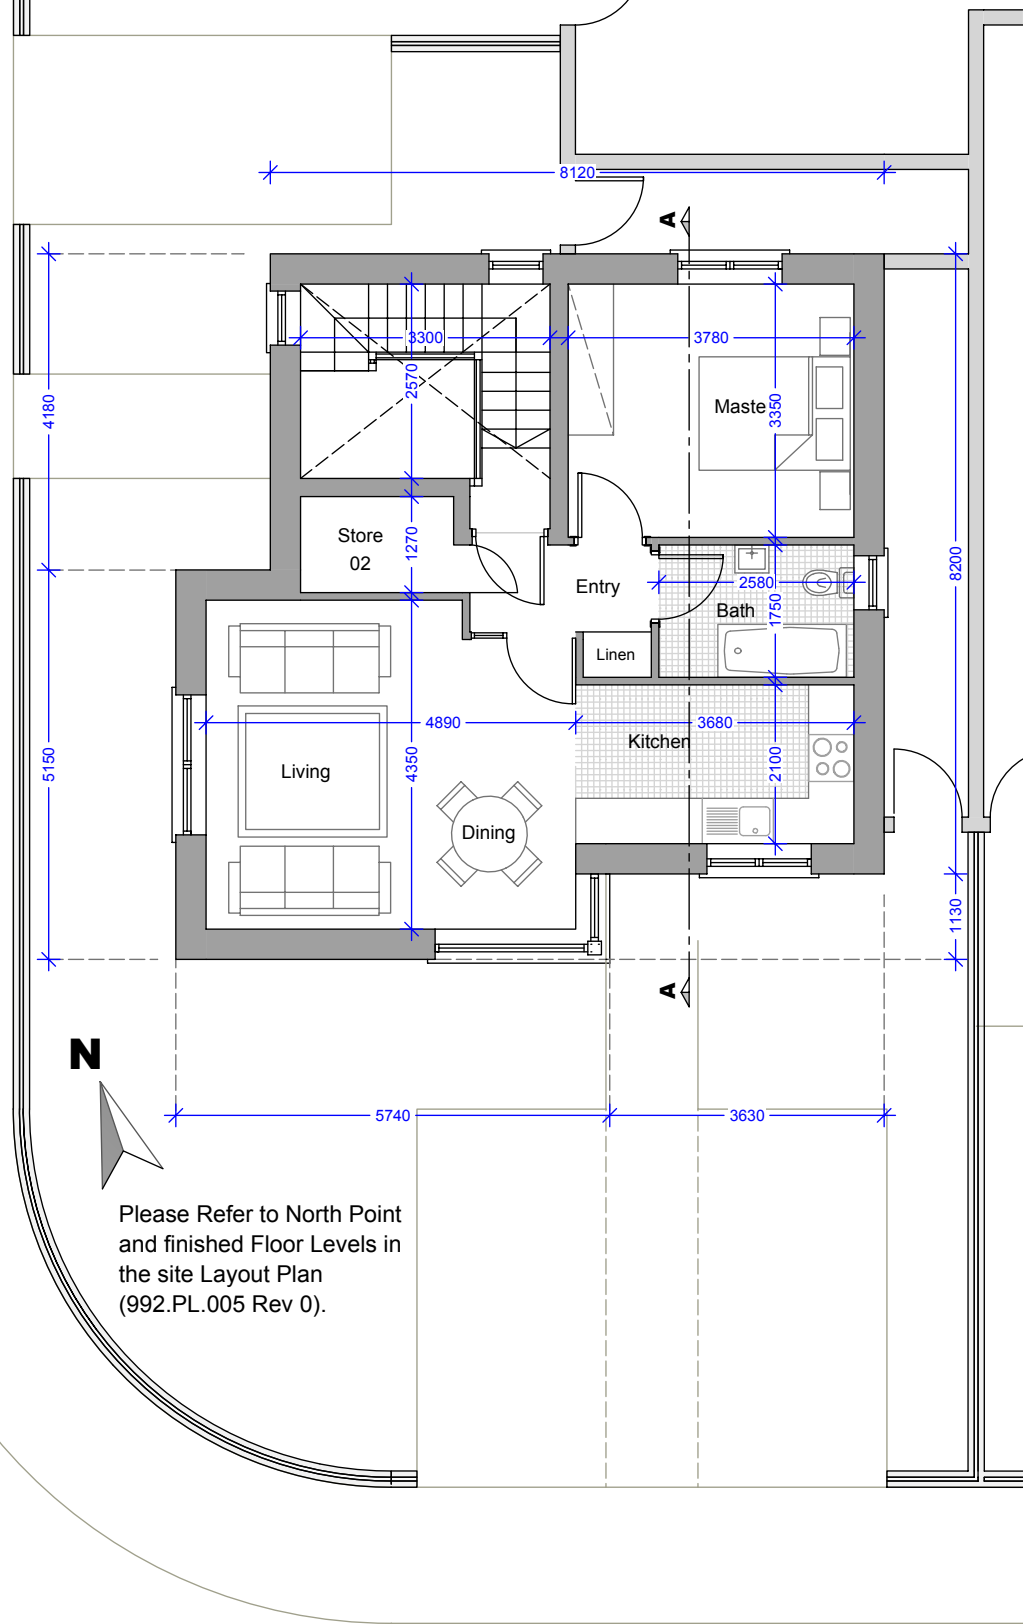 8120
A
3300
3780
2570
3350
4180
Maste
Store
02
1270
Entry
2580
Bath
1750
8200
Linen
4890
3680
Kitchen
Living
4350
2100
5150
Dining
1130
A
N
5740
3630
Please Refer to North Point
and finished Floor Levels in
the site Layout Plan
(992.PL.005 Rev 0).